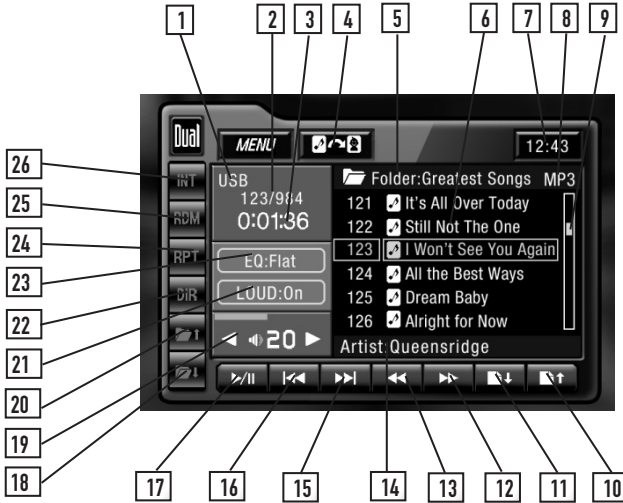 1 2 3 4 5 6 7 8 9
Dual MENU 12:43
26 INT USB Folder:Greatest Songs MP3
123/984 121 It's All Over Today
25 RDM 0:01:36 122 Still Not The One
24 RPT 123 I Won't See You Again
23 EQ:Flat 124 All the Best Ways
22 DIR LOUD:On 125 Dream Baby
21 126 Alright for Now
20 20 Artist:Queensridge
19
18 17 16 15 14 13 12 11 10